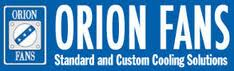 ORION
FANS
ORION FANS
Standard and Custom Cooling Solutions